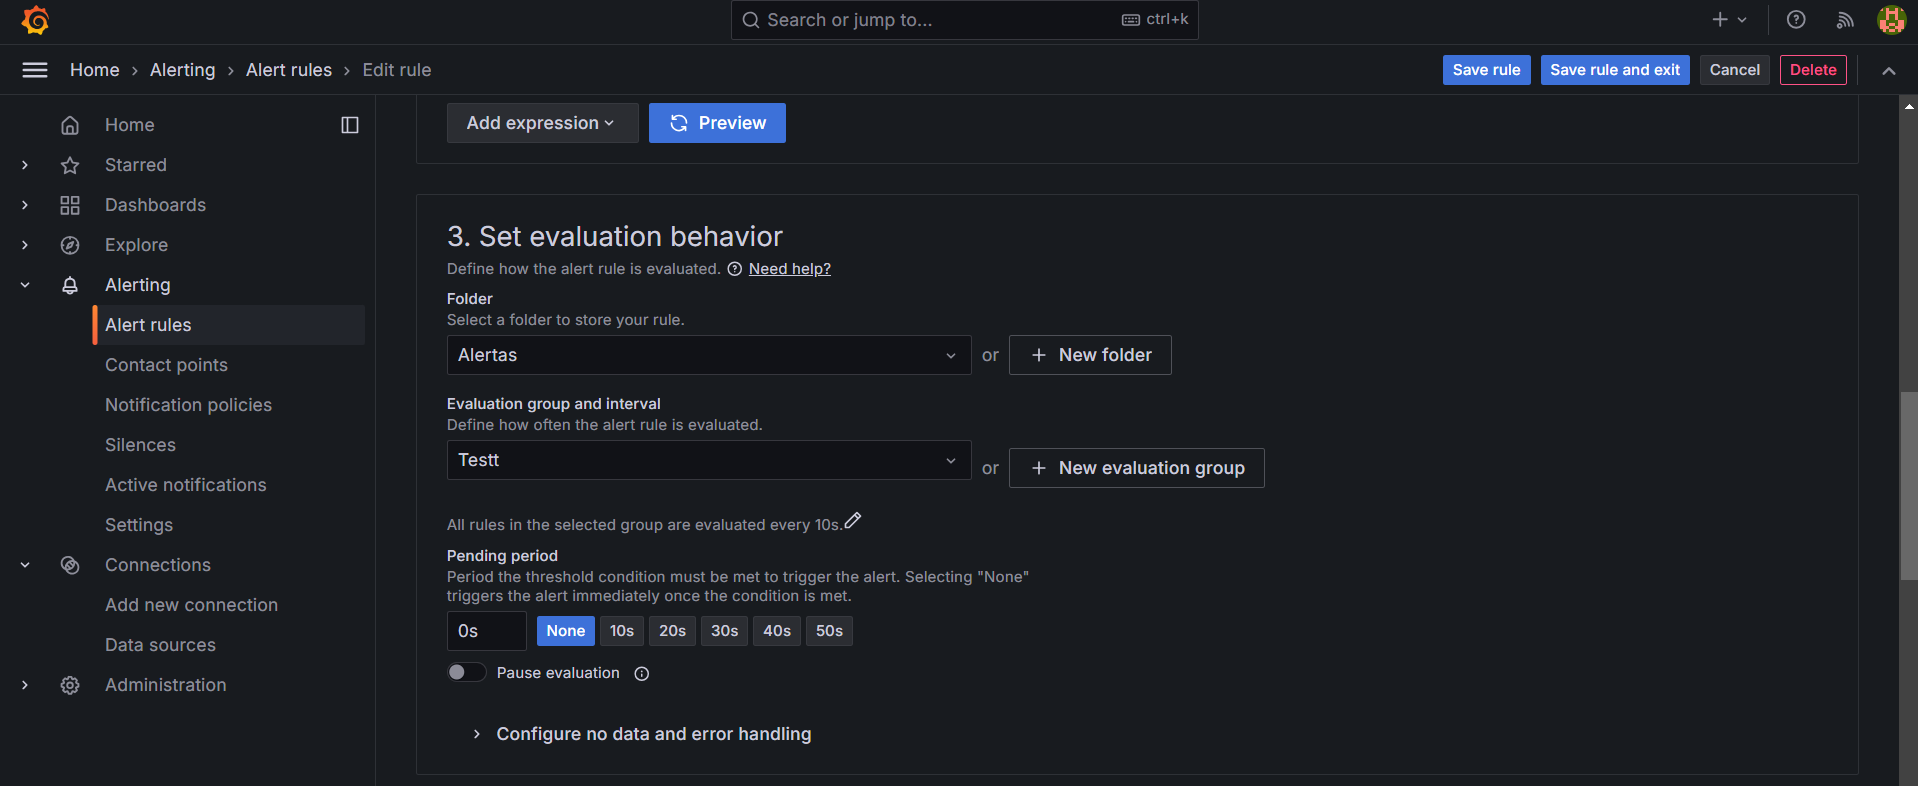 Search or jump to...
ctrl+k
Home
Alerting
Alert rules
Edit rule
Save rule
Save rule and exit
Cancel
Delete
Home
Starred
Dashboards
Explore
Alerting
Alert rules
Contact points
Notification policies
Silences
Active notifications
Settings
Connections
Add new connection
Data sources
Administration
Add expression
Preview
3. Set evaluation behavior
Define how the alert rule is evaluated. Need help?
Folder
Select a folder to store your rule.
Alertas or + New folder
Evaluation group and interval
Define how often the alert rule is evaluated.
Testt or + New evaluation group
All rules in the selected group are evaluated every 10s.
Pending period
Period the threshold condition must be met to trigger the alert. Selecting "None"
triggers the alert immediately once the condition is met.
0s None 10s 20s 30s 40s 50s
Pause evaluation
Configure no data and error handling